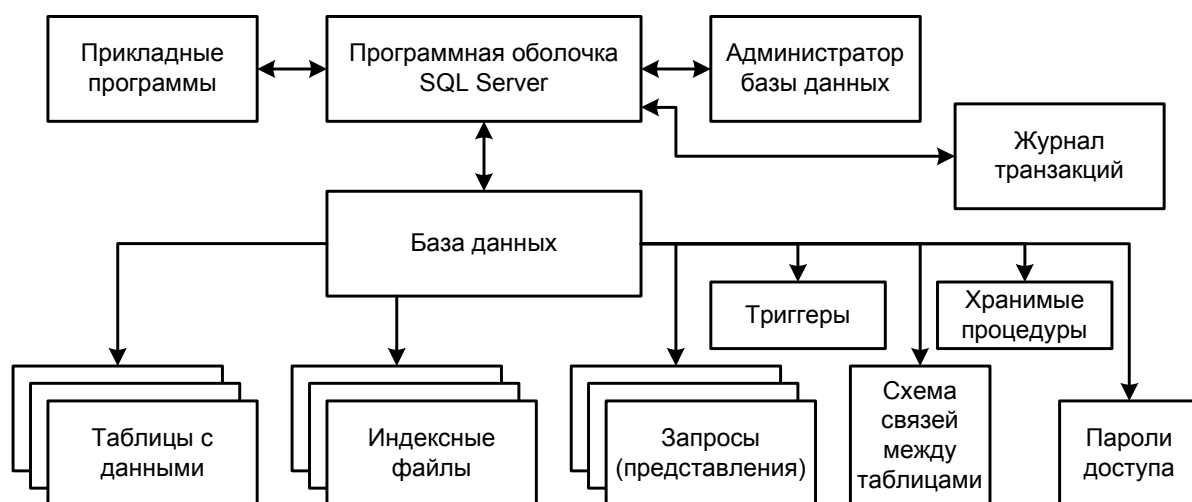 Прикладные
программы
Программная оболочка
SQL Server
Администратор
базы данных
Журнал
транзакций
База данных
Триггеры
Хранимые
процедуры
Таблицы с
данными
Индексные
файлы
Запросы
(представления)
Схема
связей
между
таблицами
Пароли
доступа